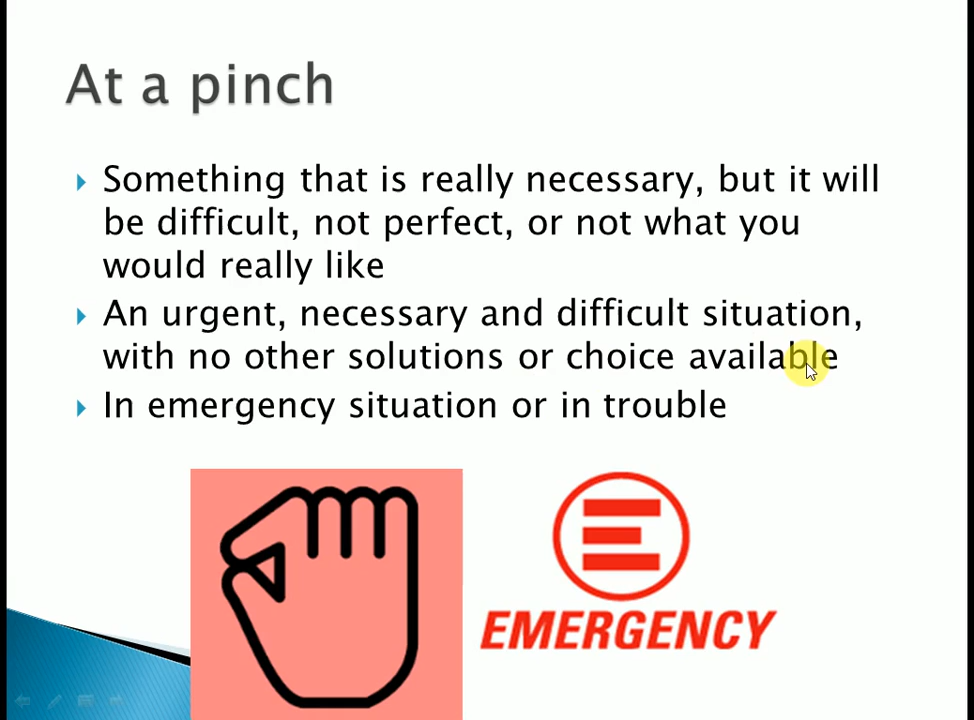 At a pinch
Something that is really necessary, but it will
be difficult, not perfect, or not what you
would really like
An urgent, necessary and difficult situation,
with no other solutions or choice available
In emergency situation or in trouble
E
EMERGENCY